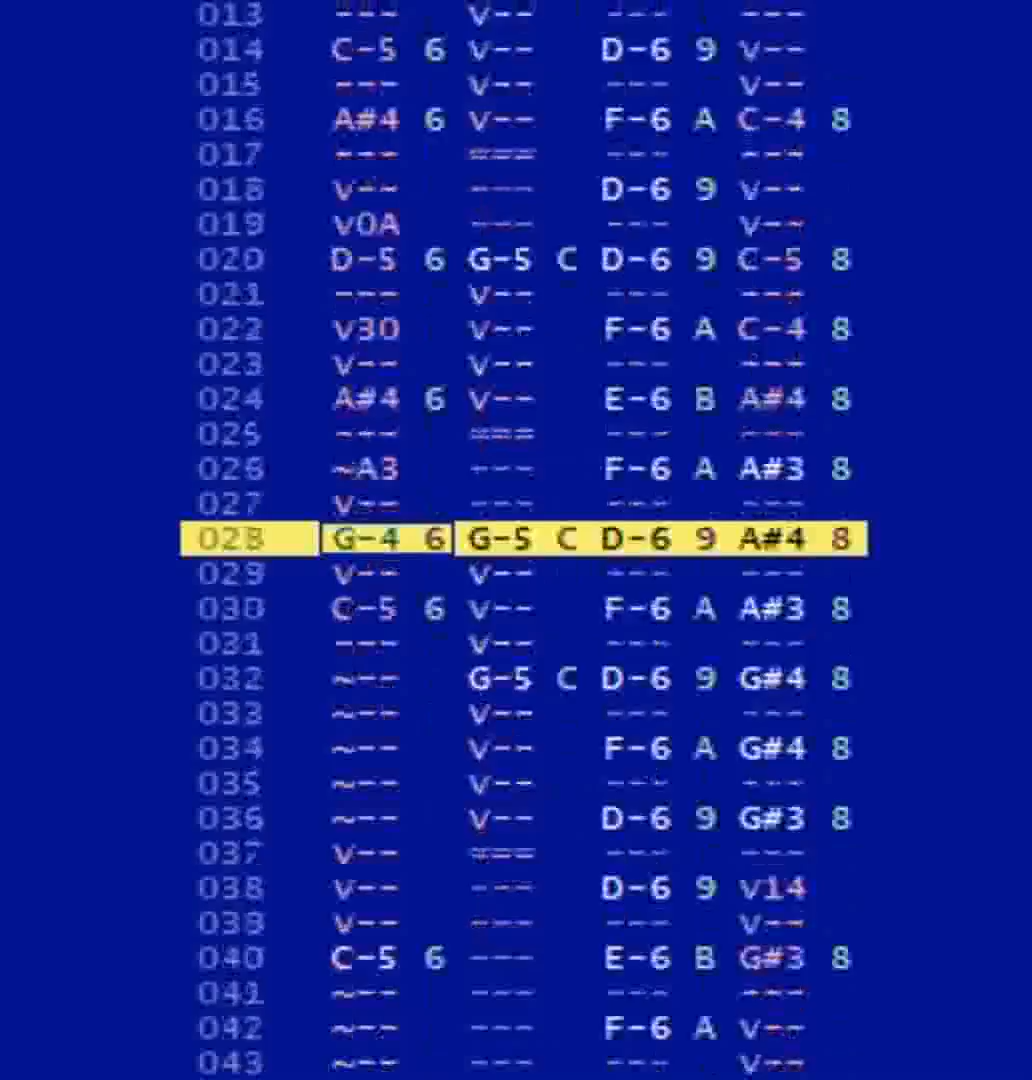 013 --- v-- --- ---
014 C-5 6 v-- D-6 9 v--
015 --- v-- --- v--
016 A#4 6 v-- F-6 A C-4 8
017 --- === --- ---
018 v-- --- D-6 9 v--
019 v0A --- --- v--
020 D-5 6 G-5 C D-6 9 C-5 8
021 --- v-- --- ---
022 v30 v-- F-6 A C-4 8
023 v-- v-- --- ---
024 A#4 6 v-- E-6 B A#4 8
025 --- === --- ---
026 ~A3 --- F-6 A A#3 8
027 v-- --- --- ---
028 G-4 6 G-5 C D-6 9 A#4 8
029 v-- v-- --- ---
030 C-5 6 v-- F-6 A A#3 8
031 --- v-- --- ---
032 ~-- G-5 C D-6 9 G#4 8
033 ~-- v-- --- ---
034 ~-- v-- F-6 A G#4 8
035 ~-- v-- --- ---
036 ~-- v-- D-6 9 G#3 8
037 v-- === --- ---
038 v-- --- D-6 9 v14
039 v-- --- --- v--
040 C-5 6 --- E-6 B G#3 8
041 ~-- --- --- ---
042 ~-- --- F-6 A v--
043 ~-- --- --- v--